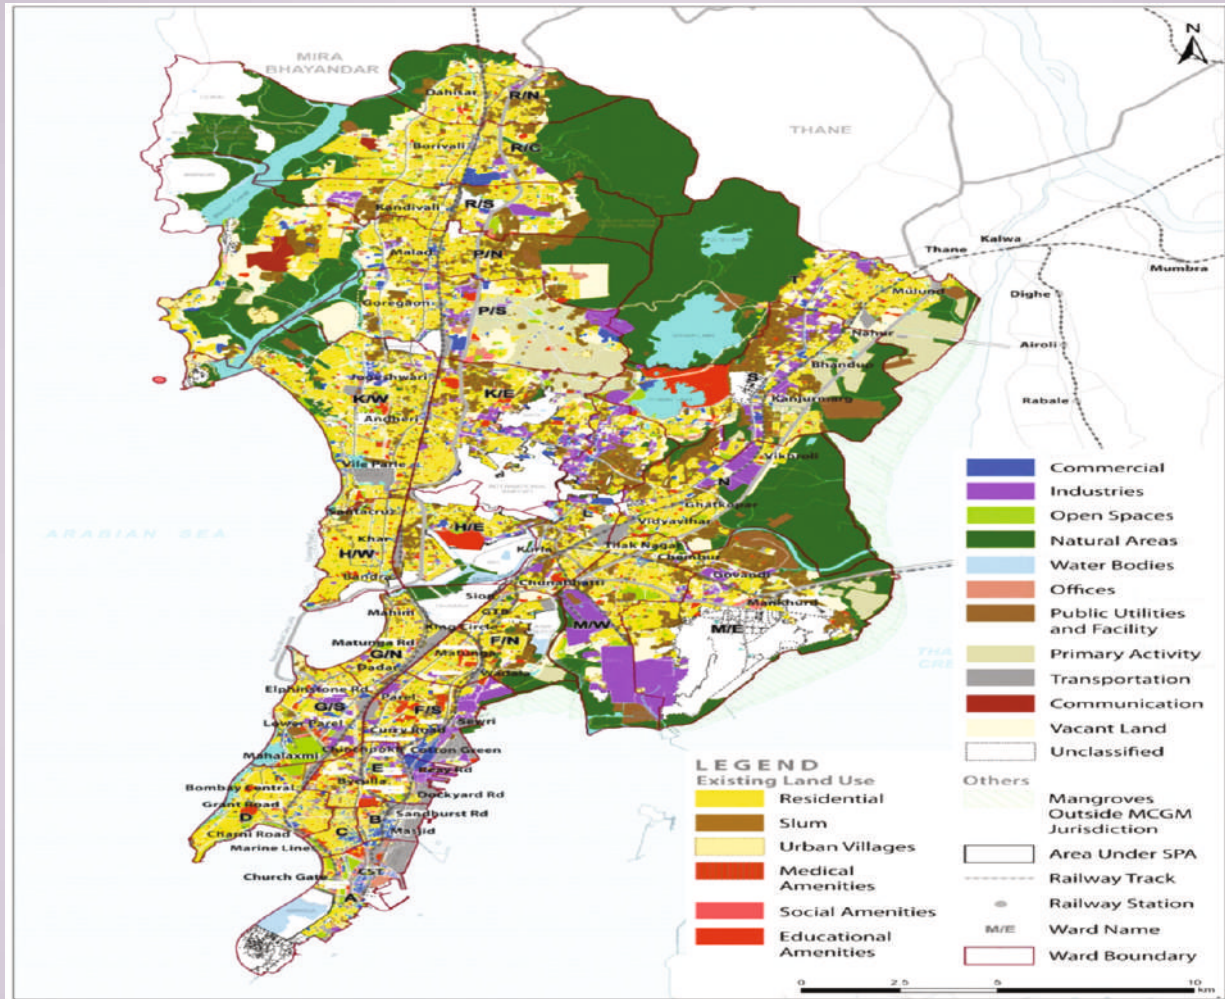 N
MIRA
BHAYANDAR
THANE
Dahisar
R/N
Borivali
R/C
Kandivali
R/S
Malad
P/N
Goregaon
P/S
T
Mulund
Nahur
Bhandup
S
Kanjurmarg
Thane
Kalwa
Mumbra
Dighe
Airoli
Rabale
Jogeshwari
K/W
K/E
Andheri
Vile Parle
Vikhroli
N
Santacruz
Ghatkopar
L
Vidyavihar
H/E
Khar
Tilak Nagar
H/W
Kurla
Chembur
Bandra
Chunabhatti
Govandi
Sion
Mankhurd
Mahim
GTB
King Circle
M/W
M/E
Matunga Rd
F/N
G/N
Matunga
Dadar
Wadala
Elphinstone Rd
Parel
G/S
F/S
Lower Parel
Sewri
Curry Road
Chinchpokli
Cotton Green
Mahalaxmi
E
Reay Rd
Bombay Central
Byculla
Dockyard Rd
Grant Road
Sandhurst Rd
D
B
C
Masjid
Charni Road
Marine Line
CST
Church Gate
A
ARABIAN SEA
Commercial
Industries
Open Spaces
Natural Areas
Water Bodies
Offices
Public Utilities
and Facility
Primary Activity
Transportation
Communication
Vacant Land
Unclassified
LEGEND
Existing Land Use
Residential
Slum
Urban Villages
Medical
Amenities
Social Amenities
Educational
Amenities
Others
Mangroves
Outside MCGM
Jurisdiction
Area Under SPA
Railway Track
Railway Station
M/E
Ward Name
Ward Boundary
0 2.5 5 10
km